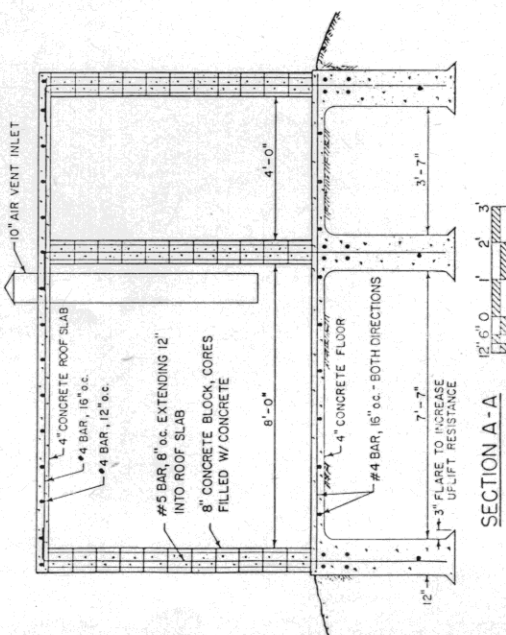 10" AIR VENT INLET
4" CONCRETE ROOF SLAB
#4 BAR, 16" o.c.
#4 BAR, 12" o.c.
#5 BAR, 8" o.c. EXTENDING 12"
INTO ROOF SLAB
8" CONCRETE BLOCK, CORES
FILLED W/ CONCRETE
8'-0"
4'-0"
4" CONCRETE FLOOR
#4 BAR, 16" o.c. - BOTH DIRECTIONS
7'-7"
3'-7"
3" FLARE TO INCREASE
UPLIFT RESISTANCE
12"
SECTION A-A
12" 6" 0 1' 2' 3'